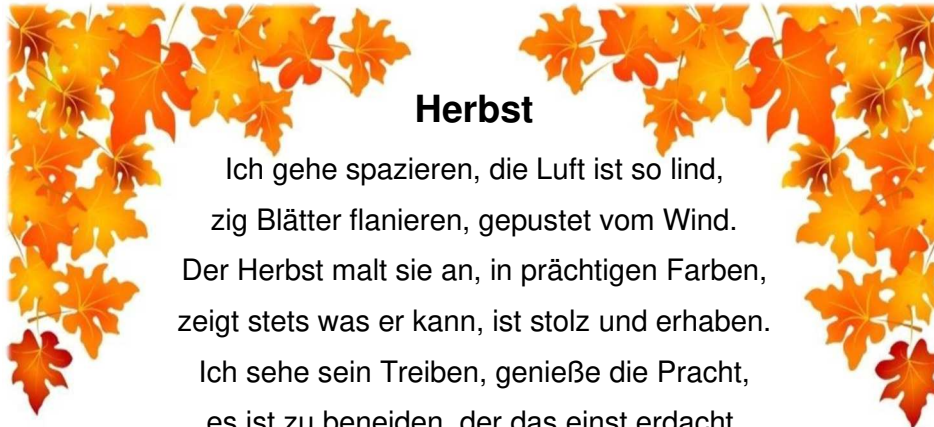 Herbst
Ich gehe spazieren, die Luft ist so lind,
zig Blätter flanieren, gepustet vom Wind.
Der Herbst malt sie an, in prächtigen Farben,
zeigt stets was er kann, ist stolz und erhaben.
Ich sehe sein Treiben, genieße die Pracht,
es ist zu beneiden, der das einst erdacht